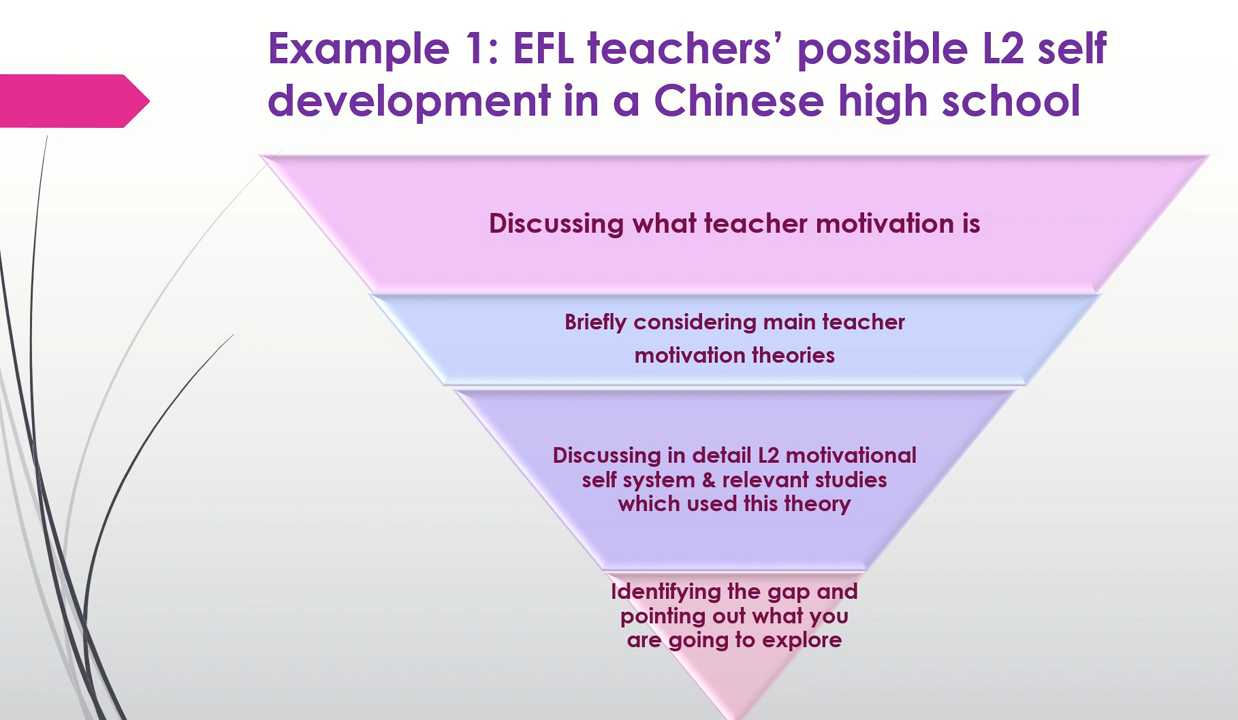 Example 1: EFL teachers’ possible L2 self
development in a Chinese high school
Discussing what teacher motivation is
Briefly considering main teacher
motivation theories
Discussing in detail L2 motivational
self system & relevant studies
which used this theory
Identifying the gap and
pointing out what you
are going to explore